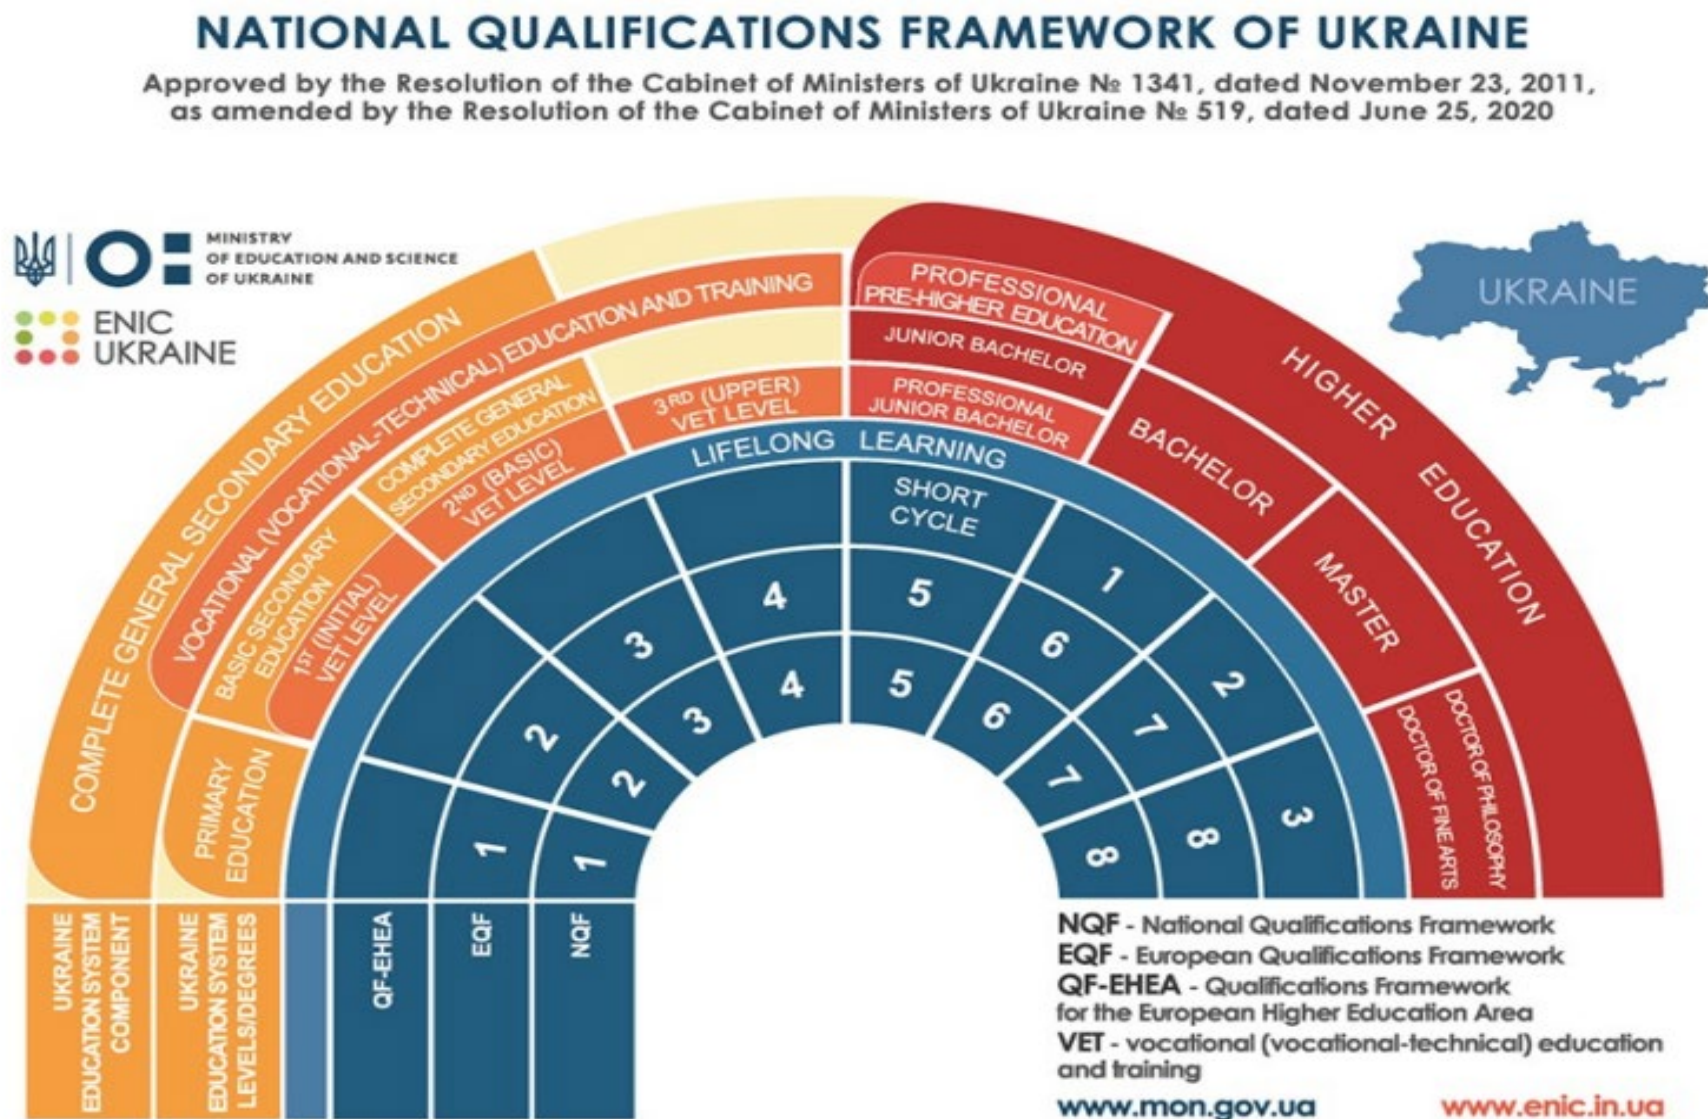 NATIONAL QUALIFICATIONS FRAMEWORK OF UKRAINE
Approved by the Resolution of the Cabinet of Ministers of Ukraine № 1341, dated November 23, 2011,
as amended by the Resolution of the Cabinet of Ministers of Ukraine № 519, dated June 25, 2020
MINISTRY
OF EDUCATION AND SCIENCE
OF UKRAINE
ENIC
UKRAINE
UKRAINE
COMPLETE GENERAL SECONDARY EDUCATION
VOCATIONAL (VOCATIONAL-TECHNICAL) EDUCATION AND TRAINING
PROFESSIONAL
PRE-HIGHER EDUCATION
HIGHER EDUCATION
PRIMARY
EDUCATION
BASIC SECONDARY
EDUCATION
1ST (INITIAL)
VET LEVEL
COMPLETE GENERAL
SECONDARY EDUCATION
2ND (BASIC)
VET LEVEL
3RD (UPPER)
VET LEVEL
JUNIOR BACHELOR
PROFESSIONAL
JUNIOR BACHELOR
BACHELOR
MASTER
DOCTOR OF PHILOSOPHY
DOCTOR OF FINE ARTS
LIFELONG LEARNING
SHORT
CYCLE
1
2
3
1
2
3
4
5
6
7
8
1
2
3
4
5
6
7
8
UKRAINE
EDUCATION SYSTEM
COMPONENT
UKRAINE
EDUCATION SYSTEM
LEVELS/DEGREES
QF-EHEA
EQF
NQF
NQF - National Qualifications Framework
EQF - European Qualifications Framework
QF-EHEA - Qualifications Framework
for the European Higher Education Area
VET - vocational (vocational-technical) education
and training
www.mon.gov.ua www.enic.in.ua